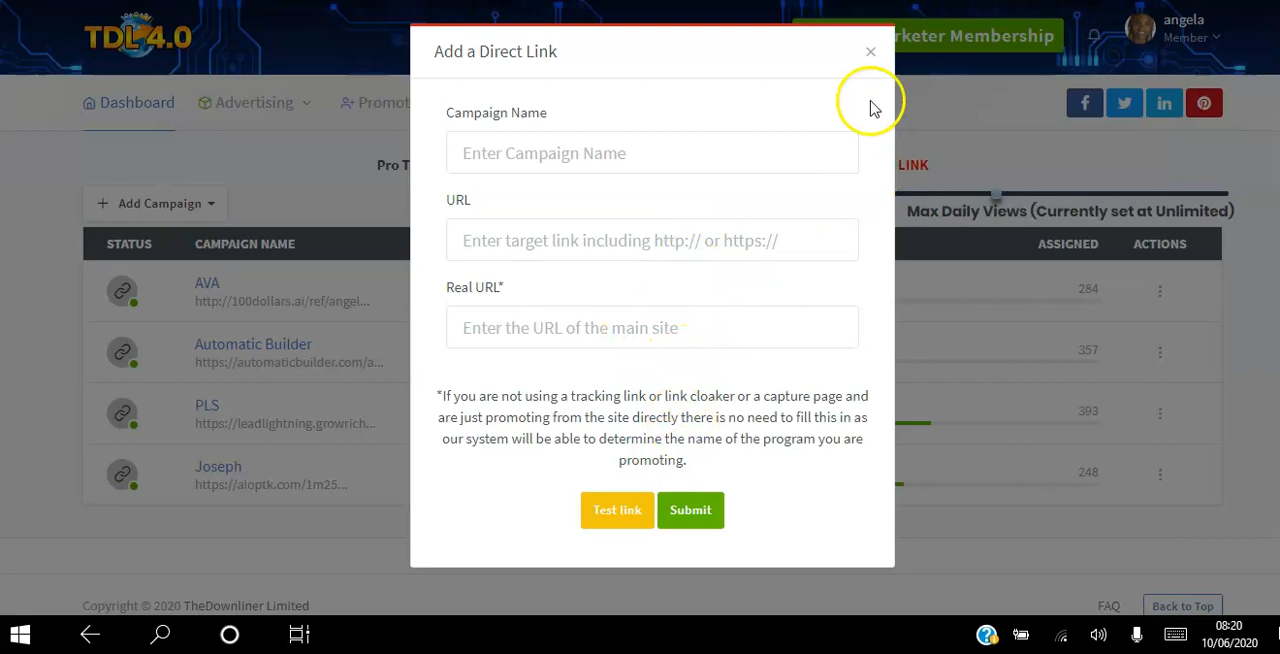 TDL 4.0
Add a Direct Link
×
rketer Membership
angela
Member
Dashboard
Advertising
Promot
Campaign Name
Enter Campaign Name
Pro T
LINK
+ Add Campaign
URL
Max Daily Views (Currently set at Unlimited)
Enter target link including http:// or https://
STATUS
CAMPAIGN NAME
ASSIGNED
ACTIONS
Real URL*
Enter the URL of the main site
AVA
http://100dollars.ai/ref/angel...
284
Automatic Builder
https://automaticbuilder.com/a...
357
PLS
https://leadlightning.growrich...
393
Joseph
https://aioptk.com/1m25...
248
*If you are not using a tracking link or link cloaker or a capture page and
are just promoting from the site directly there is no need to fill this in as
our system will be able to determine the name of the program you are
promoting.
Test link
Submit
Copyright © 2020 TheDownliner Limited
FAQ
Back to Top
08:20
10/06/2020